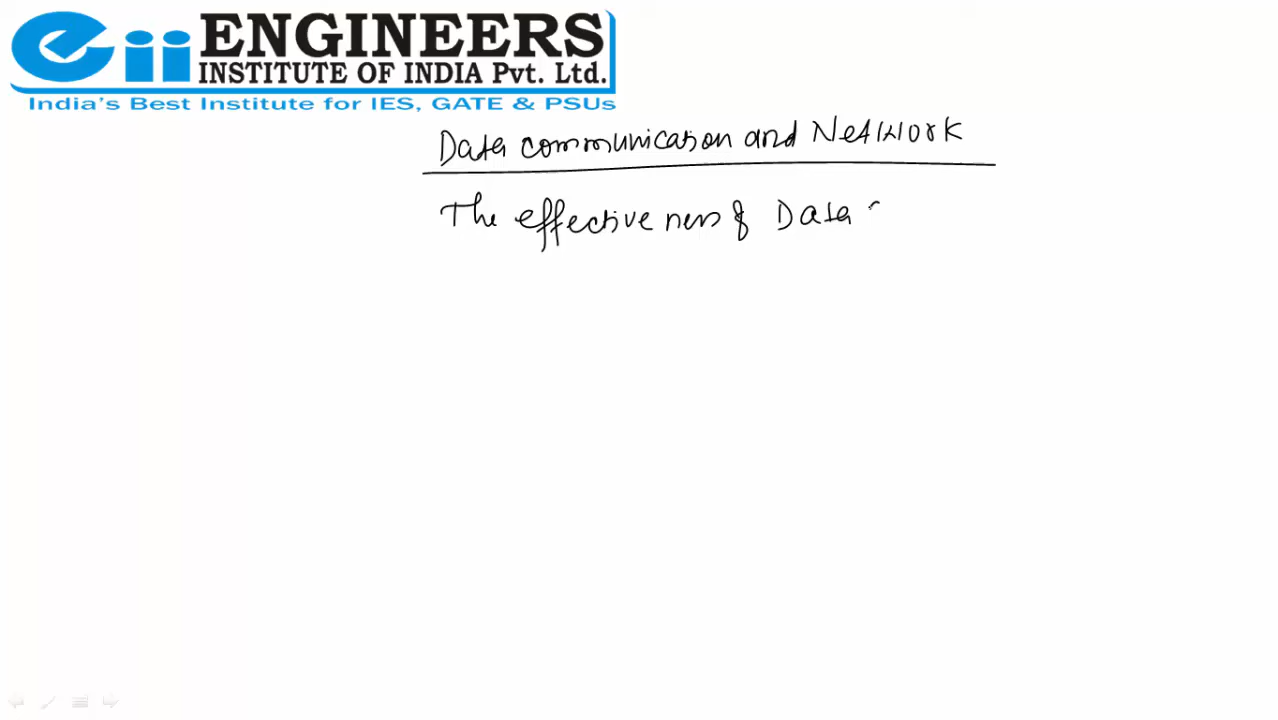 eii ENGINEERS
INSTITUTE OF INDIA Pvt. Ltd.
India's Best Institute for IES, GATE & PSUs
Data communication and Network
The effectiveness of Data